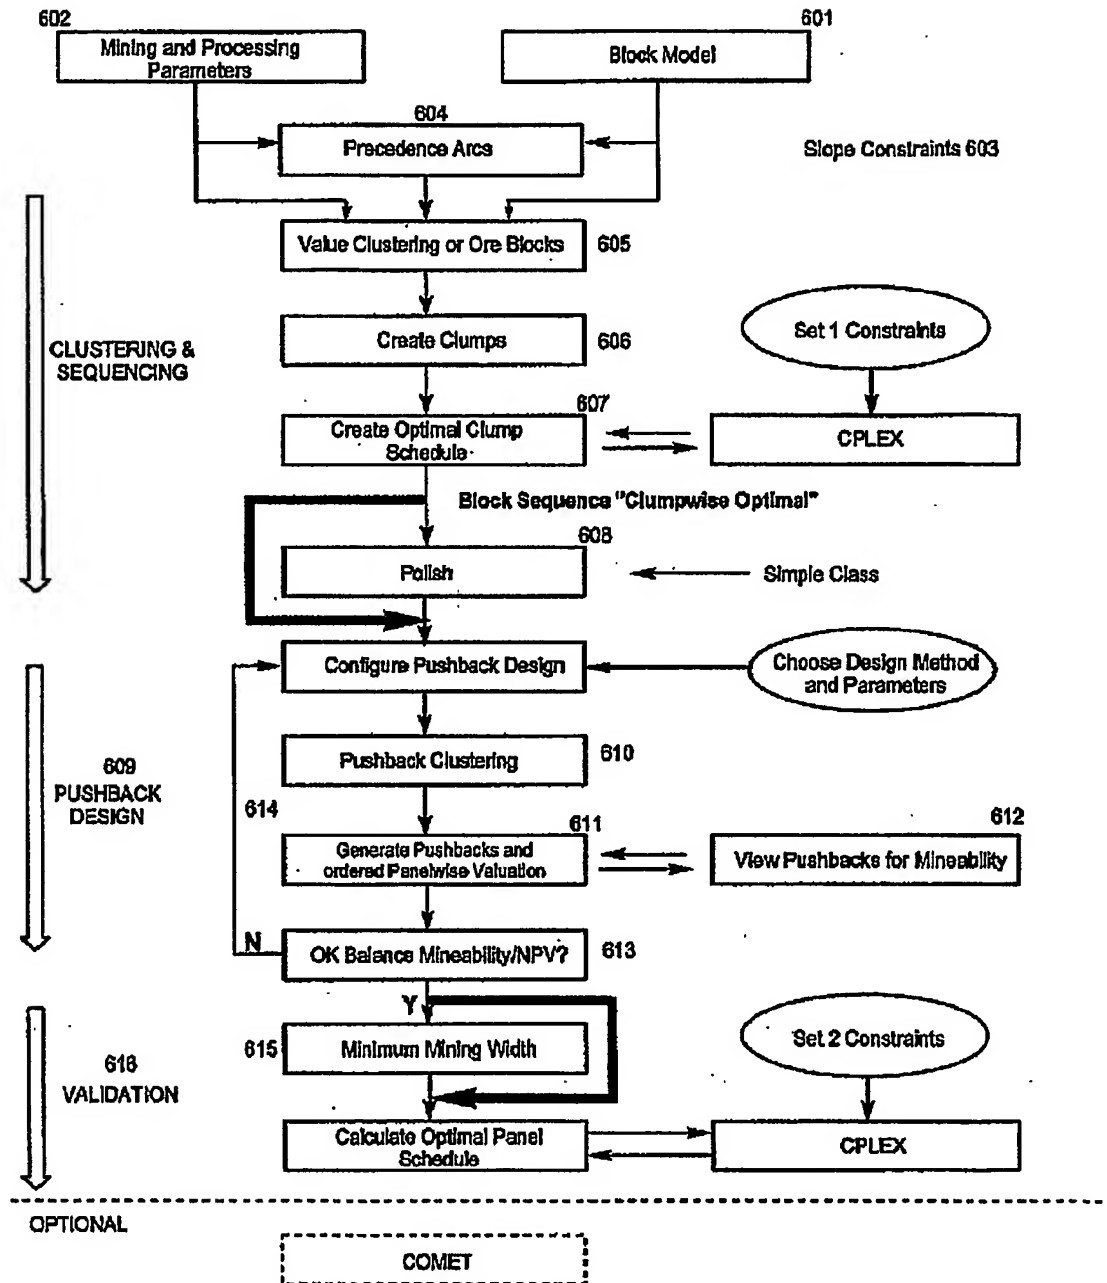 602
601
Mining and Processing
Parameters
Block Model
604
Precedence Arcs
Slope Constraints 603
Value Clustering or Ore Blocks
605
Create Clumps
606
Set 1 Constraints
CLUSTERING &
SEQUENCING
607
Create Optimal Clump
Schedule
CPLEX
Block Sequence "Clumpwise Optimal"
608
Polish
Simple Class
Configure Pushback Design
Choose Design Method
and Parameters
Pushback Clustering
610
609
PUSHBACK
DESIGN
614
611
612
Generate Pushbacks and
ordered Panelwise Valuation
View Pushbacks for Mineability
N
OK Balance Mineability/NPV?
613
Y
615
Minimum Mining Width
Set 2 Constraints
616
VALIDATION
Calculate Optimal Panel
Schedule
CPLEX
OPTIONAL
COMET